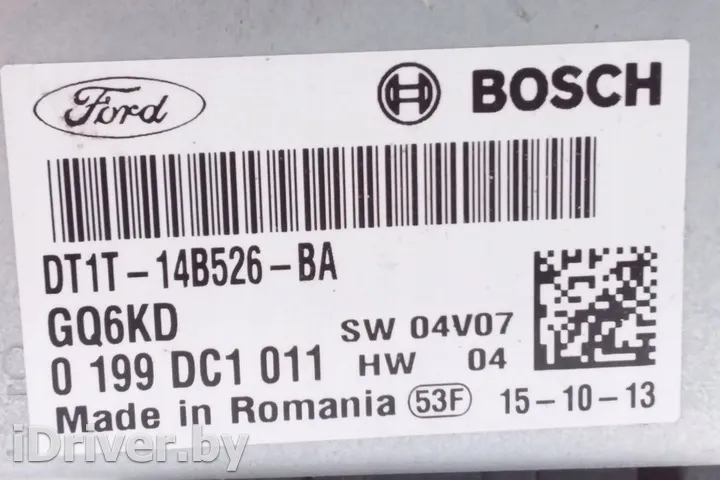 Ford
BOSCH
DT1T-14B526-BA
GQ6KD
SW 04V07
0 199 DC1 011
HW 04
Made in Romania 53F 15-10-13
iDriver.by